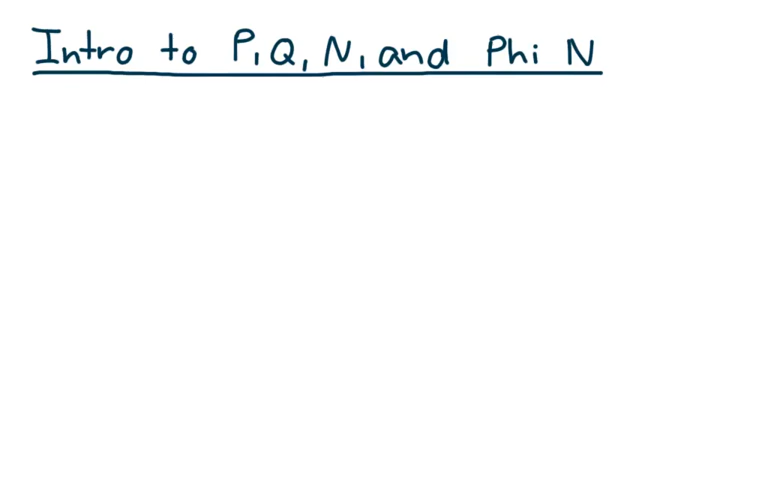 Intro to P, Q, N, and Phi N